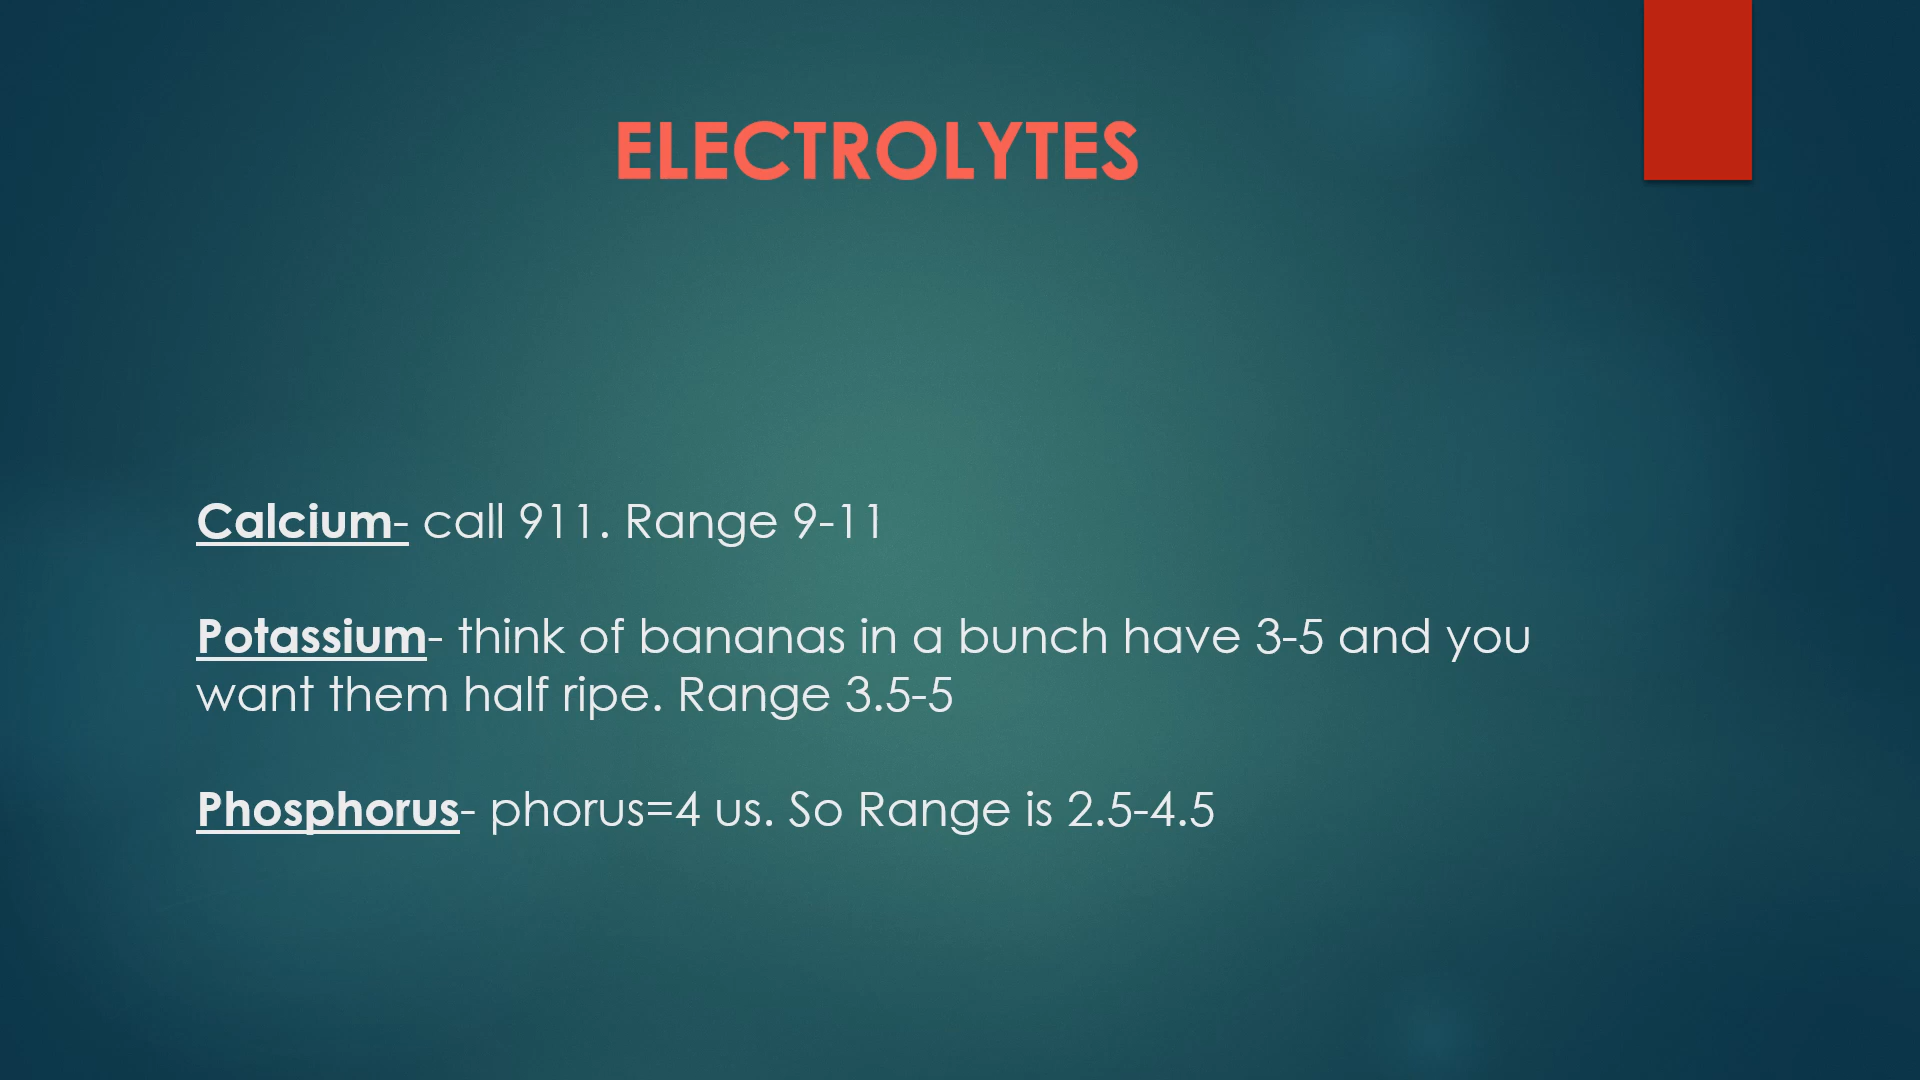 ELECTROLYTES
Calcium- call 911. Range 9-11
Potassium- think of bananas in a bunch have 3-5 and you
want them half ripe. Range 3.5-5
Phosphorus- phorus=4 us. So Range is 2.5-4.5